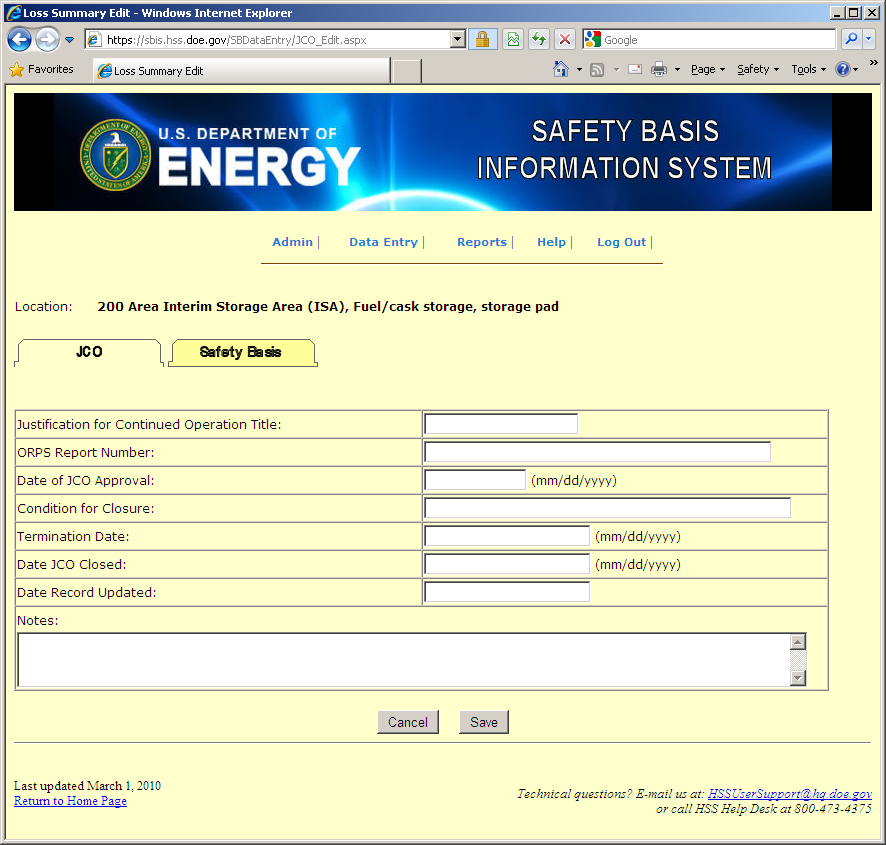 Loss Summary Edit - Windows Internet Explorer
https://sbis.hss.doe.gov/SBDataEntry/JCO_Edit.aspx
Google
Favorites
Loss Summary Edit
Page
Safety
Tools
»
U.S. DEPARTMENT OF
ENERGY
SAFETY BASIS
INFORMATION SYSTEM
Admin |
Data Entry |
Reports |
Help |
Log Out |
Location: 200 Area Interim Storage Area (ISA), Fuel/cask storage, storage pad
JCO
Safety Basis
Justification for Continued Operation Title:
ORPS Report Number:
Date of JCO Approval: (mm/dd/yyyy)
Condition for Closure:
Termination Date: (mm/dd/yyyy)
Date JCO Closed: (mm/dd/yyyy)
Date Record Updated:
Notes:
Cancel
Save
Last updated March 1, 2010
Return to Home Page
Technical questions? E-mail us at: HSSUserSupport@hq.doe.gov
or call HSS Help Desk at 800-473-4375